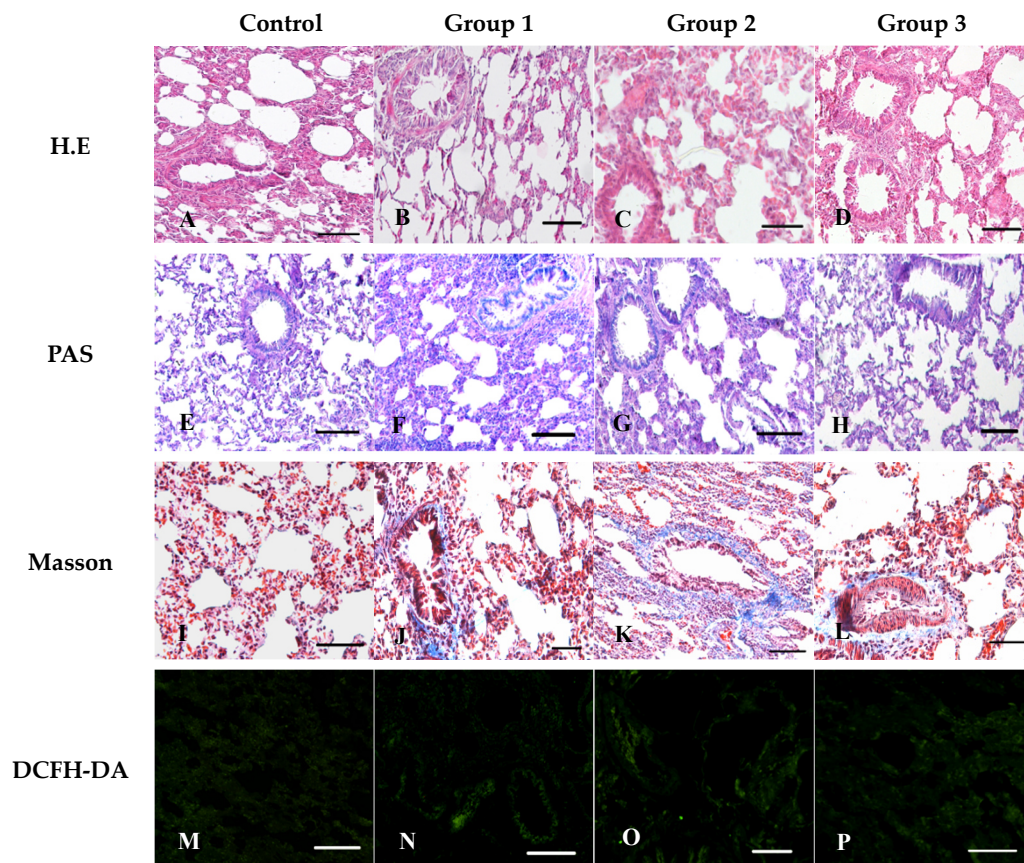 Control Group 1 Group 2 Group 3
H.E
A B C D
PAS
E F G H
Masson
I J K L
DCFH-DA
M N O P